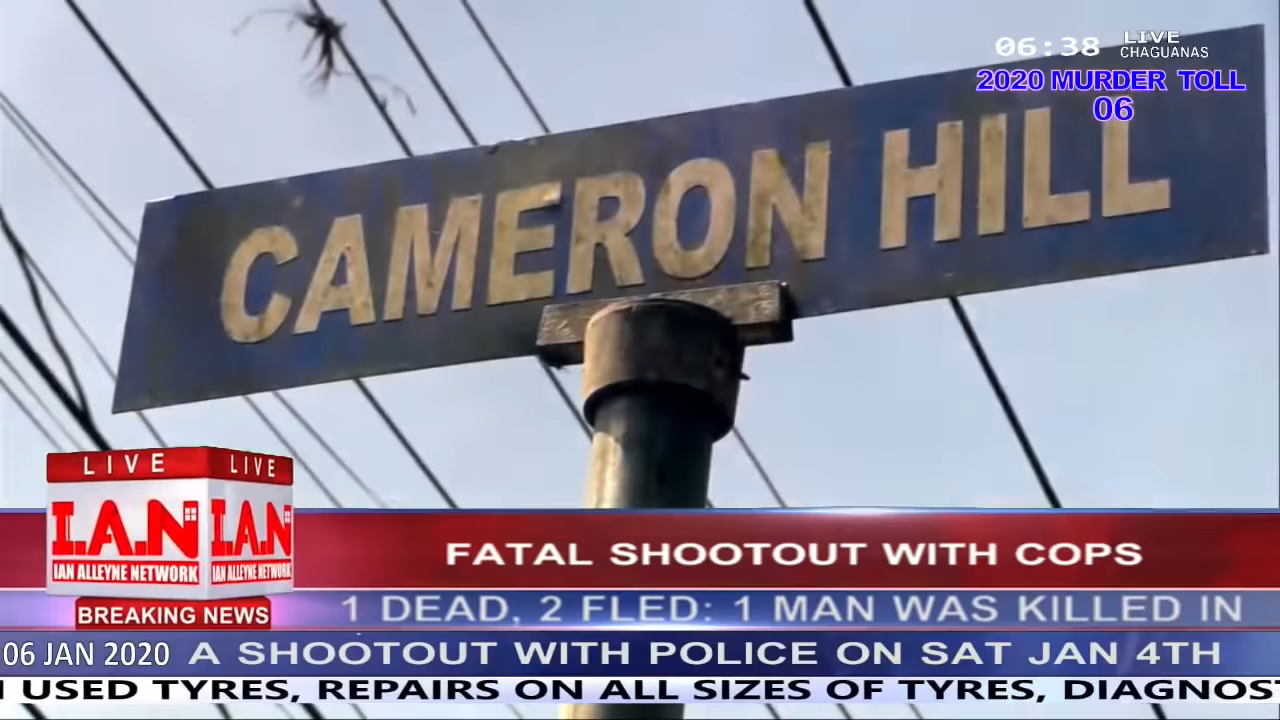 06:38 LIVE
CHAGUANAS
2020 MURDER TOLL
06
CAMERON HILL
LIVE LIVE
I.A.N I.A.N
IAN ALLEYNE NETWORK IAN ALLEYNE NETWORK
BREAKING NEWS
FATAL SHOOTOUT WITH COPS
1 DEAD, 2 FLED: 1 MAN WAS KILLED IN
06 JAN 2020 A SHOOTOUT WITH POLICE ON SAT JAN 4TH
USED TYRES, REPAIRS ON ALL SIZES OF TYRES,